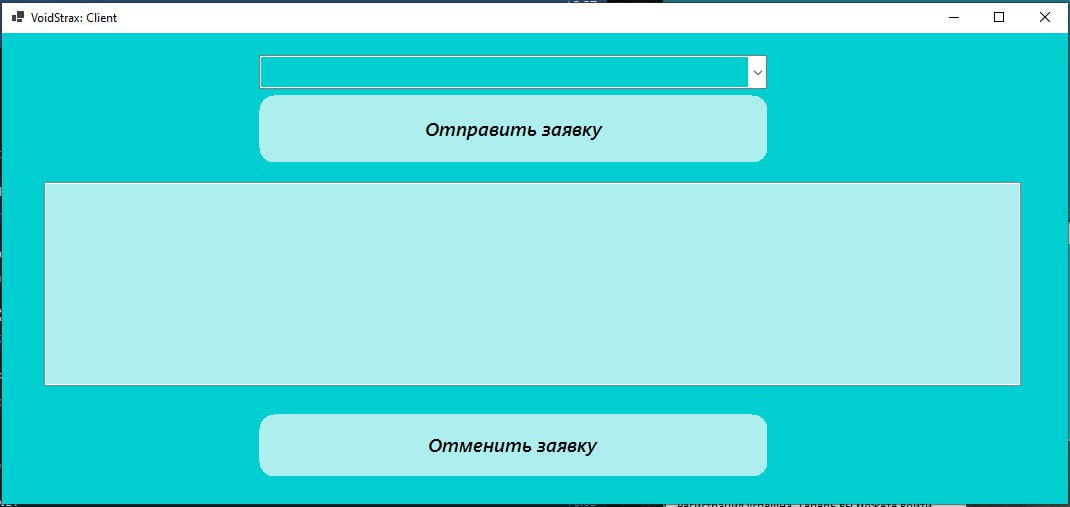 VoidStrax: Client
Отправить заявку
Отменить заявку